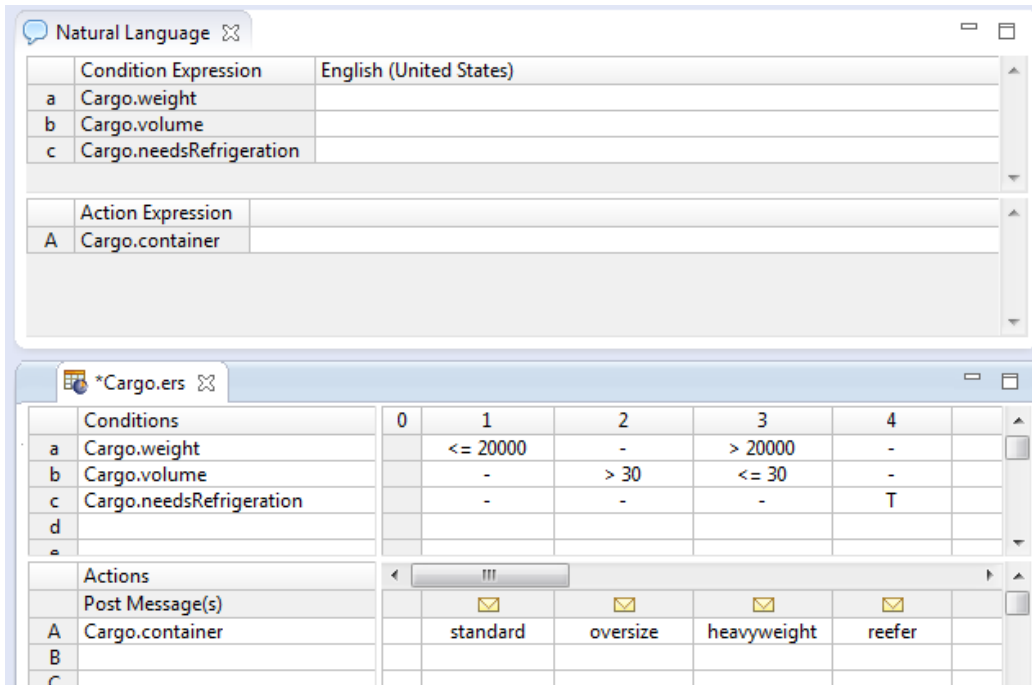 Natural Language
Condition Expression English (United States)
a Cargo.weight
b Cargo.volume
c Cargo.needsRefrigeration
Action Expression
A Cargo.container
*Cargo.ers
Conditions 0 1 2 3 4
a Cargo.weight <= 20000 - > 20000 -
b Cargo.volume - > 30 <= 30 -
c Cargo.needsRefrigeration - - - T
d
e
Actions
Post Message(s)
A Cargo.container standard oversize heavyweight reefer
B
C